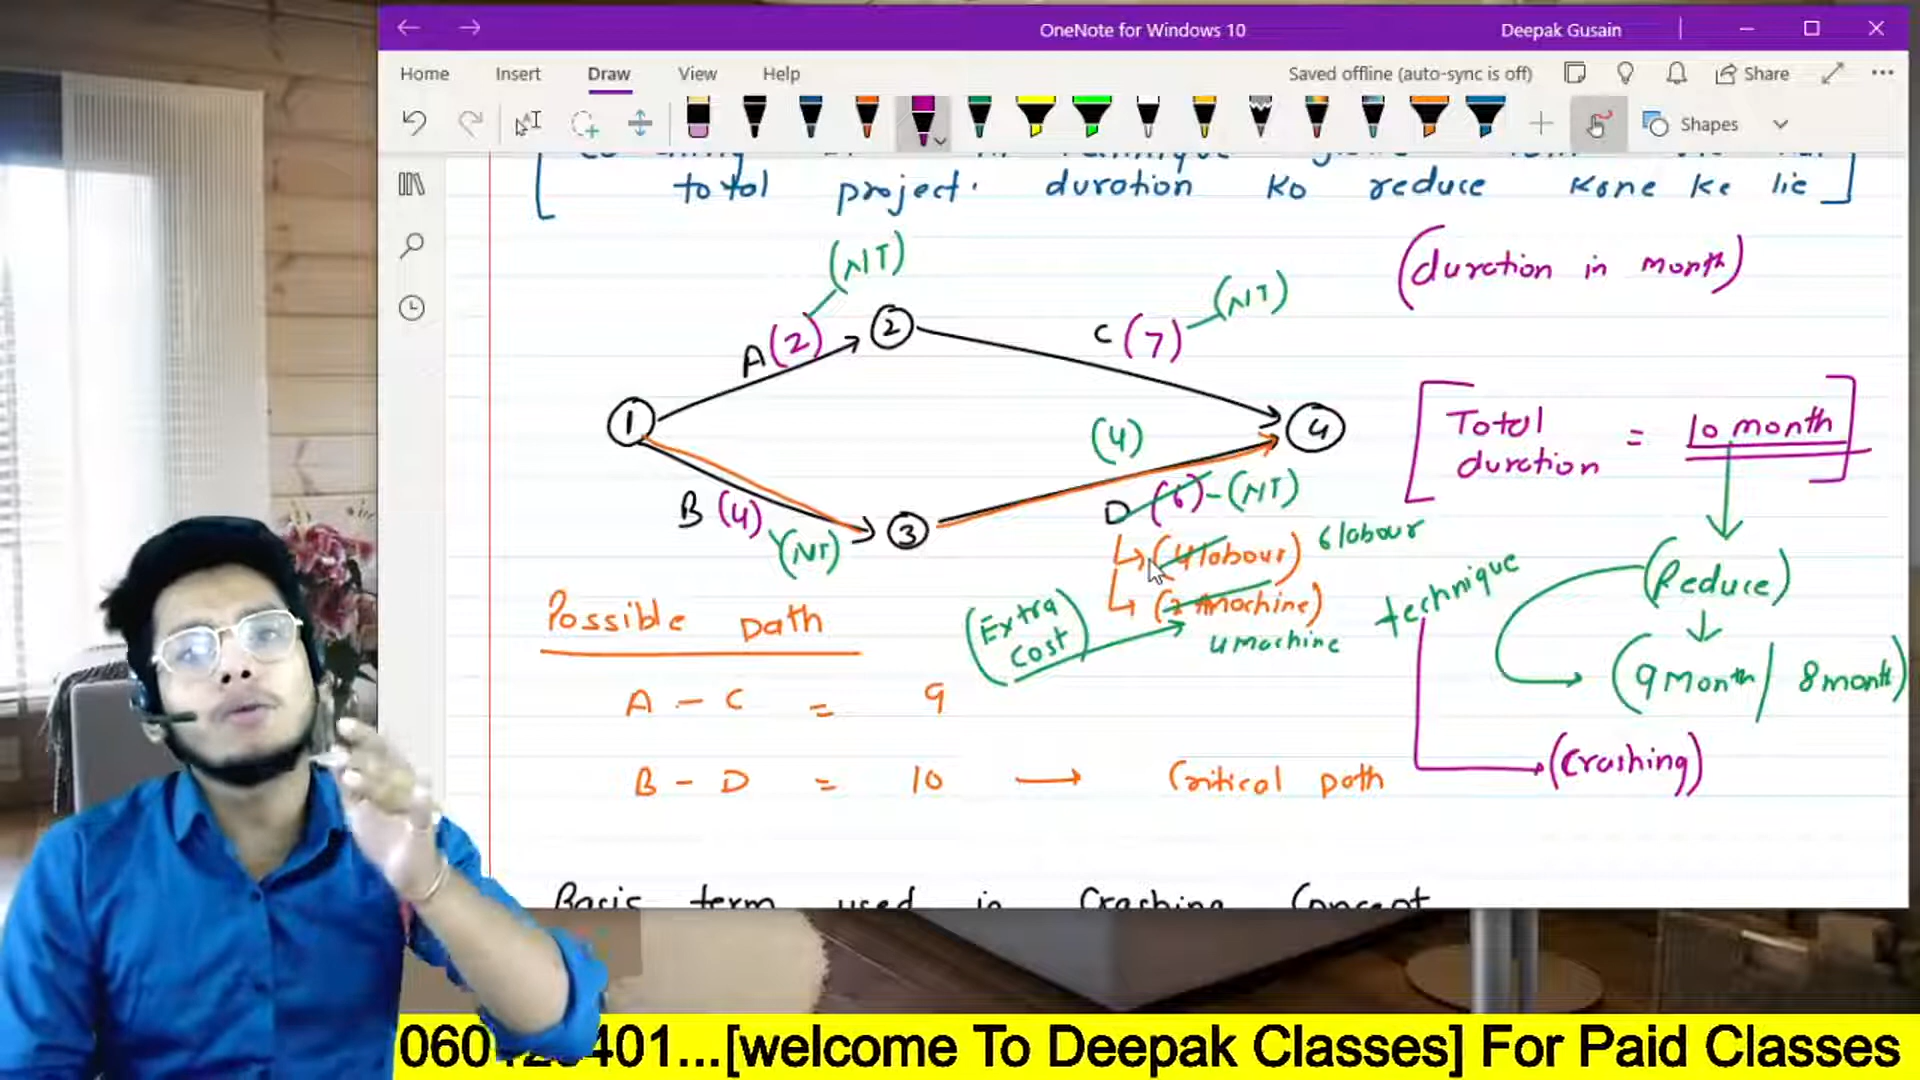 OneNote for Windows 10
Deepak Gusain
Home Insert Draw View Help
Saved offline (auto-sync is off)
Share
Shapes
total project. duration Ko reduce Kone ke lie
(NT)
(NT)
(duration in month)
A (2)
2
C (7)
1
4
(4)
Total duration = 10 month
B (4)
(NT)
3
D (6) - (NT)
(4 labour) 6 labour
(2 machine)
4 machine
(Extra cost)
technique
(Reduce)
(9 Month / 8 month)
(Crashing)
Possible path
A - C = 9
B - D = 10 → Critical path
Basic term used in Crashing Concept
060 401...[welcome To Deepak Classes] For Paid Classes